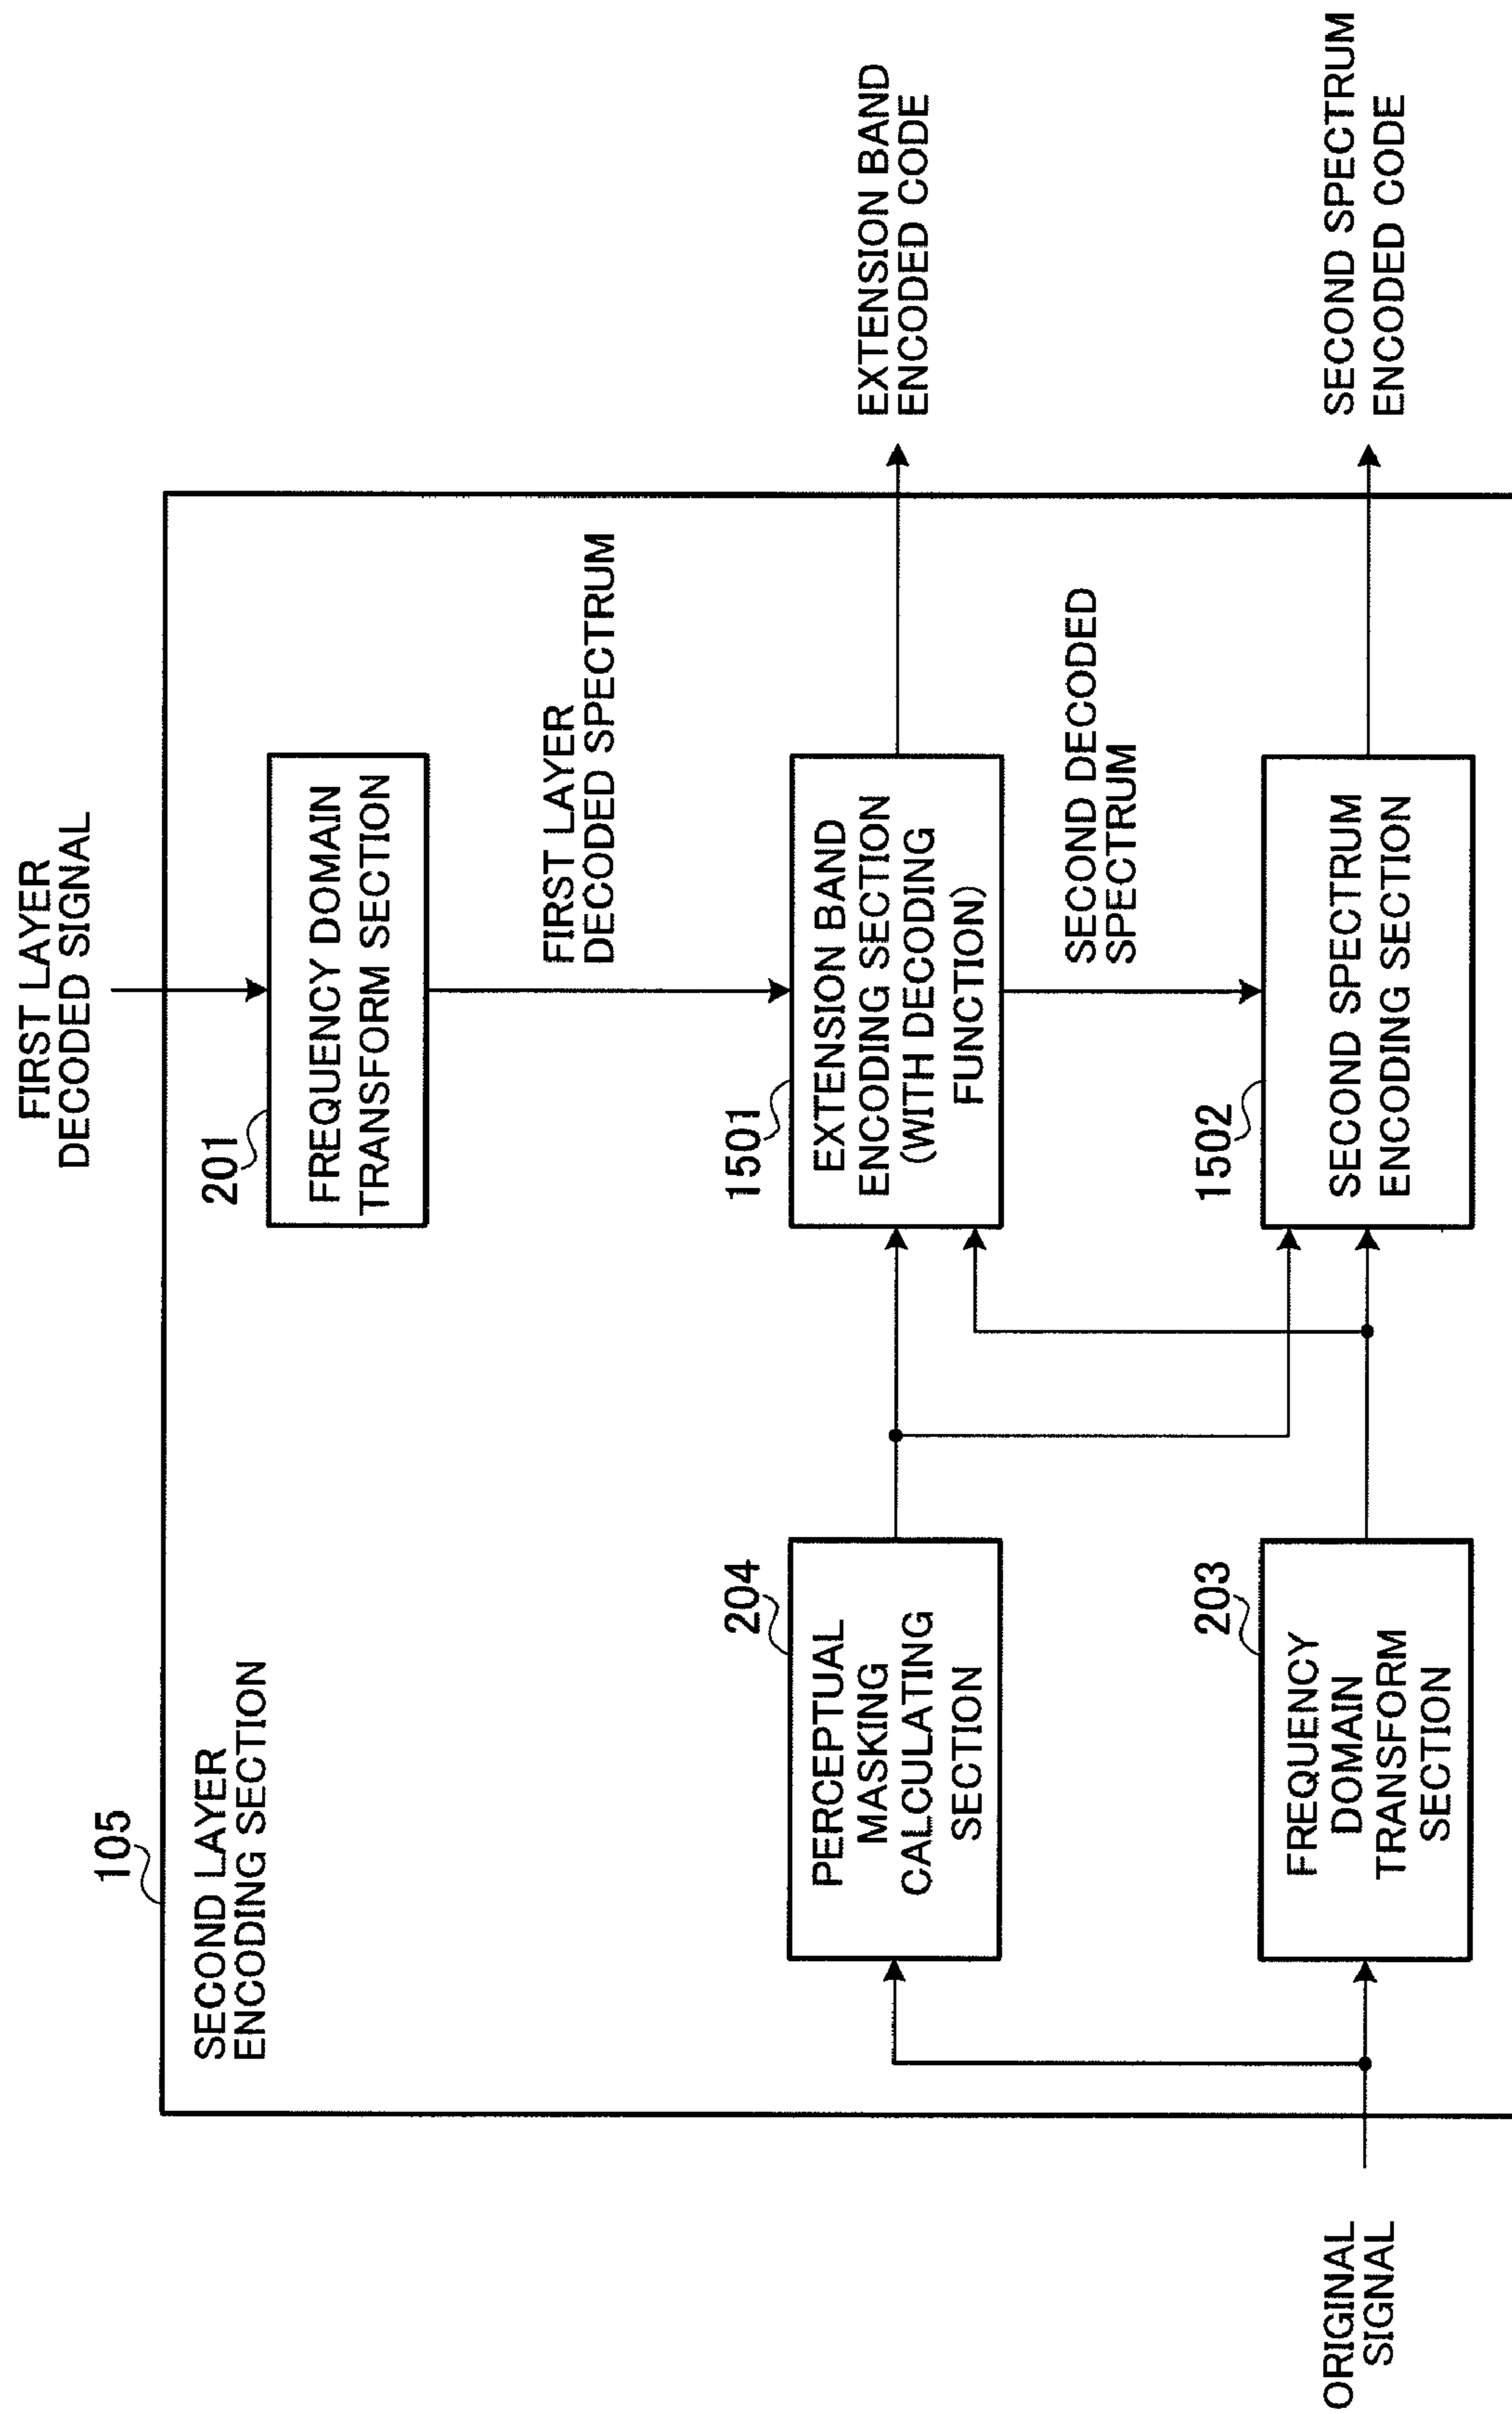 FIRST LAYER
DECODED SIGNAL
105
SECOND LAYER
ENCODING SECTION
201
FREQUENCY DOMAIN
TRANSFORM SECTION
FIRST LAYER
DECODED SPECTRUM
204
PERCEPTUAL
MASKING
CALCULATING
SECTION
1501
EXTENSION BAND
ENCODING SECTION
(WITH DECODING
FUNCTION)
EXTENSION BAND
ENCODED CODE
SECOND DECODED
SPECTRUM
203
FREQUENCY
DOMAIN
TRANSFORM
SECTION
1502
SECOND SPECTRUM
ENCODING SECTION
SECOND SPECTRUM
ENCODED CODE
ORIGINAL
SIGNAL